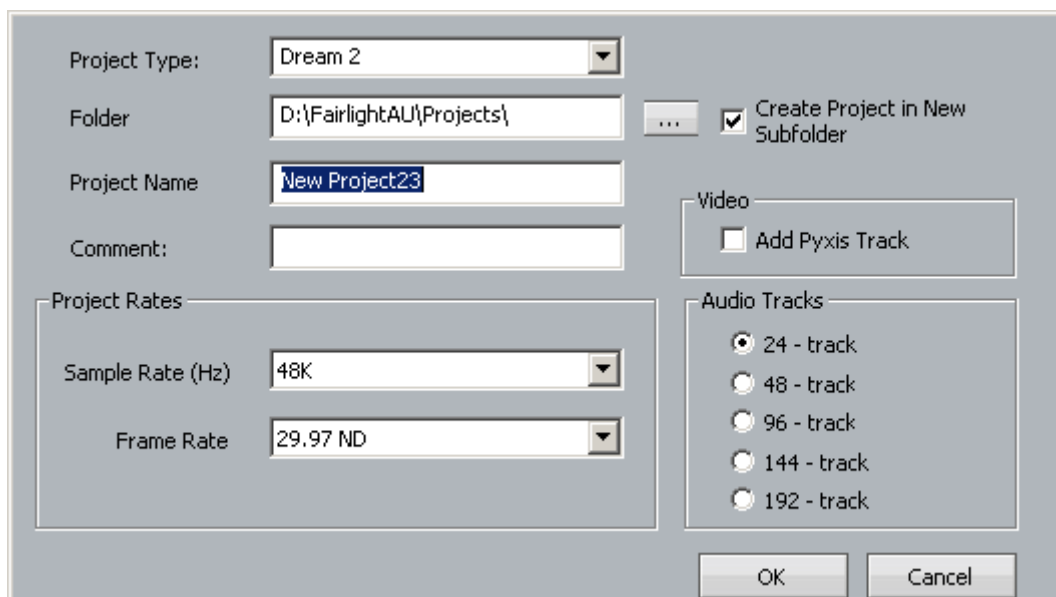 Project Type:
Dream 2
Folder
D:\FairlightAU\Projects\
...
Create Project in New
Subfolder
Project Name
New Project23
Video
Add Pyxis Track
Comment:
Project Rates
Sample Rate (Hz)
48K
Frame Rate
29.97 ND
Audio Tracks
24 - track
48 - track
96 - track
144 - track
192 - track
OK
Cancel